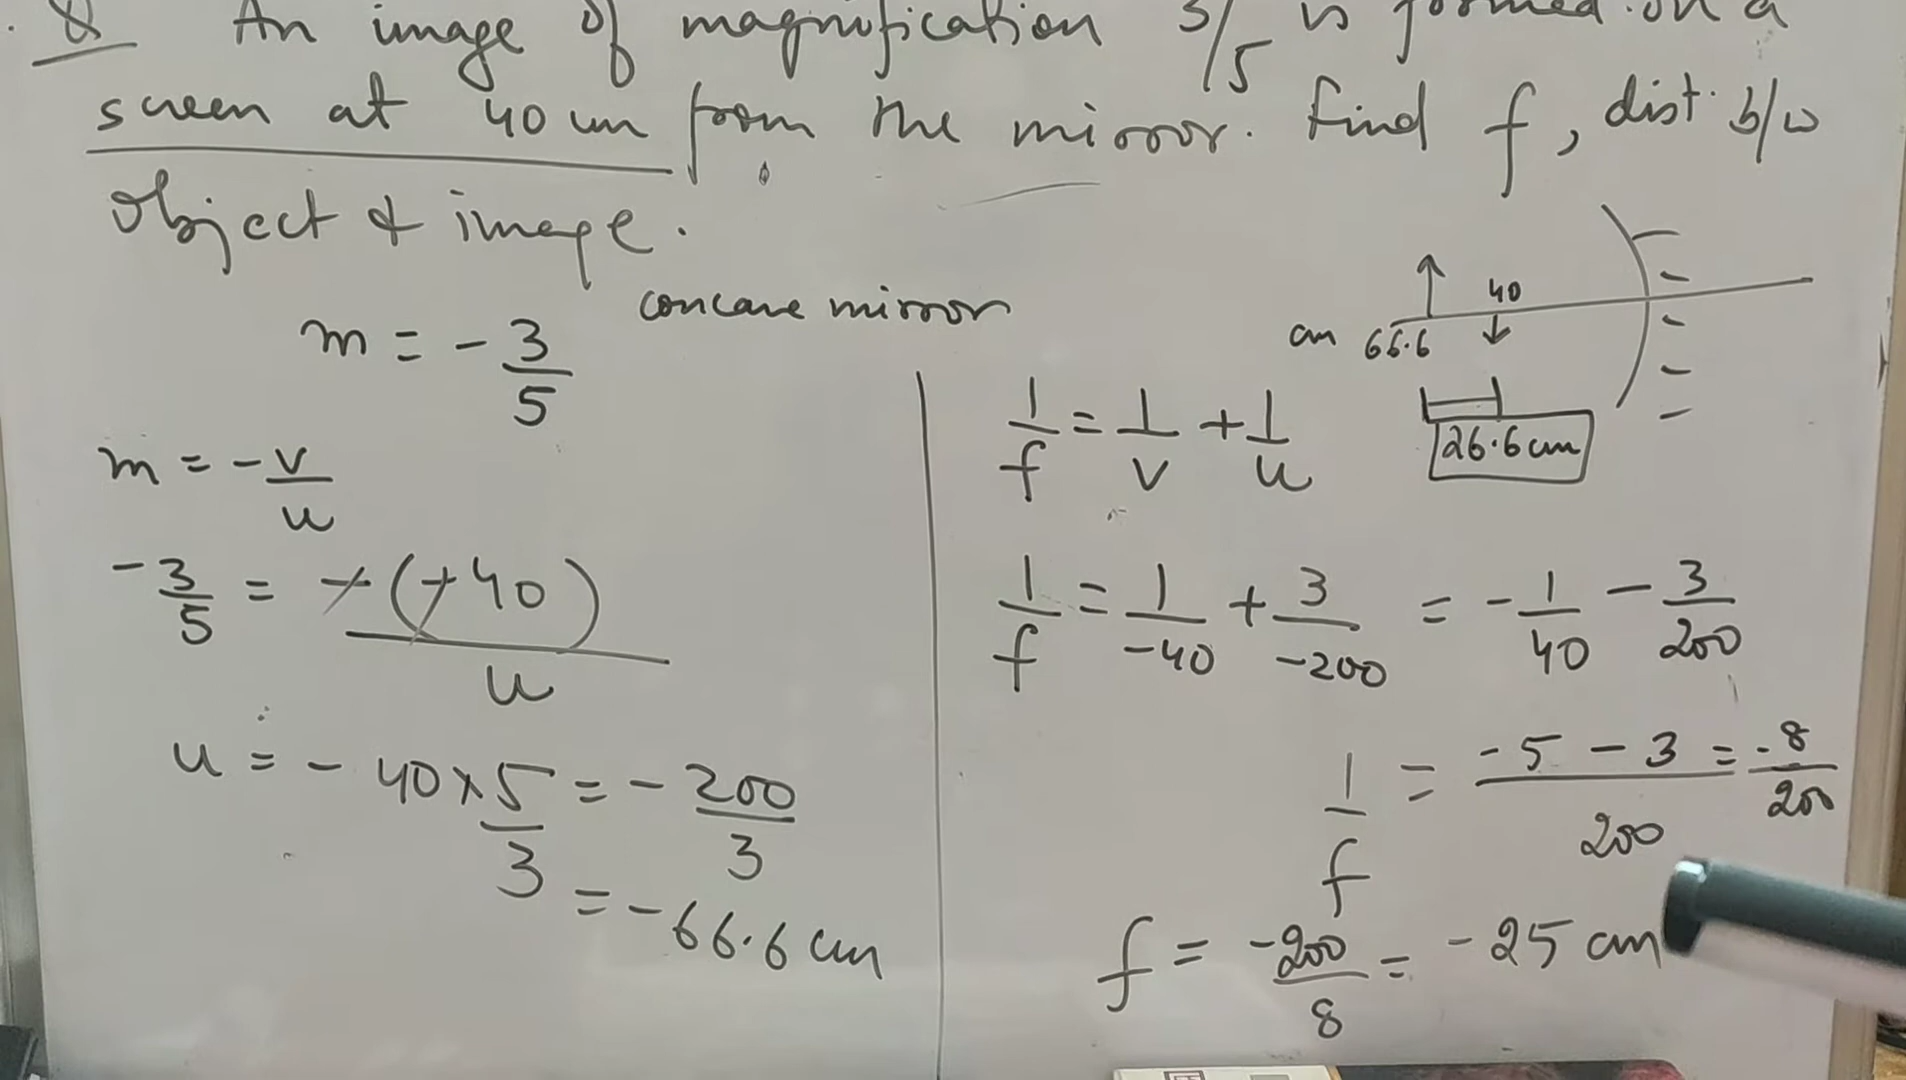 Q An image of magnification 3/5 is formed on a
screen at 40 cm from the mirror. Find f, dist. b/w
object & image.
concave mirror
m = -3/5
m = -v/u
-3/5 = -(-40)/u
u = - 40×5/3 = -200/3
= -66.6 cm
40
cm 66.6
26.6 cm
1/f = 1/v + 1/u
1/f = 1/-40 + 3/-200 = -1/40 - 3/200
1/f = -5 - 3/200 = -8/200
f = -200/8 = -25 cm